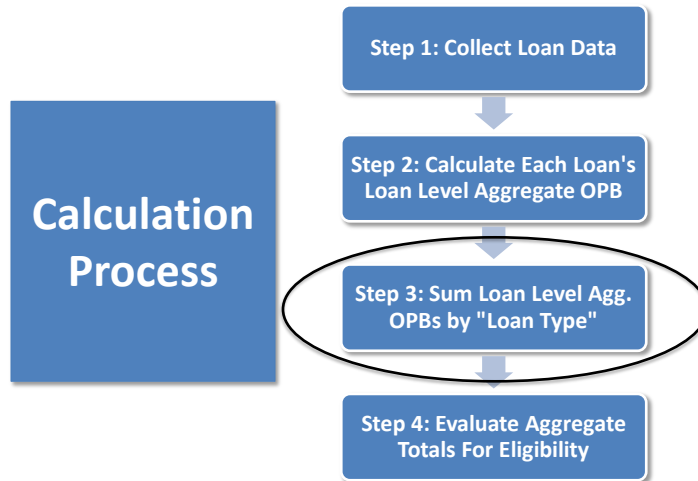 Calculation
Process
Step 1: Collect Loan Data
Step 2: Calculate Each Loan's
Loan Level Aggregate OPB
Step 3: Sum Loan Level Agg.
OPBs by "Loan Type"
Step 4: Evaluate Aggregate
Totals For Eligibility